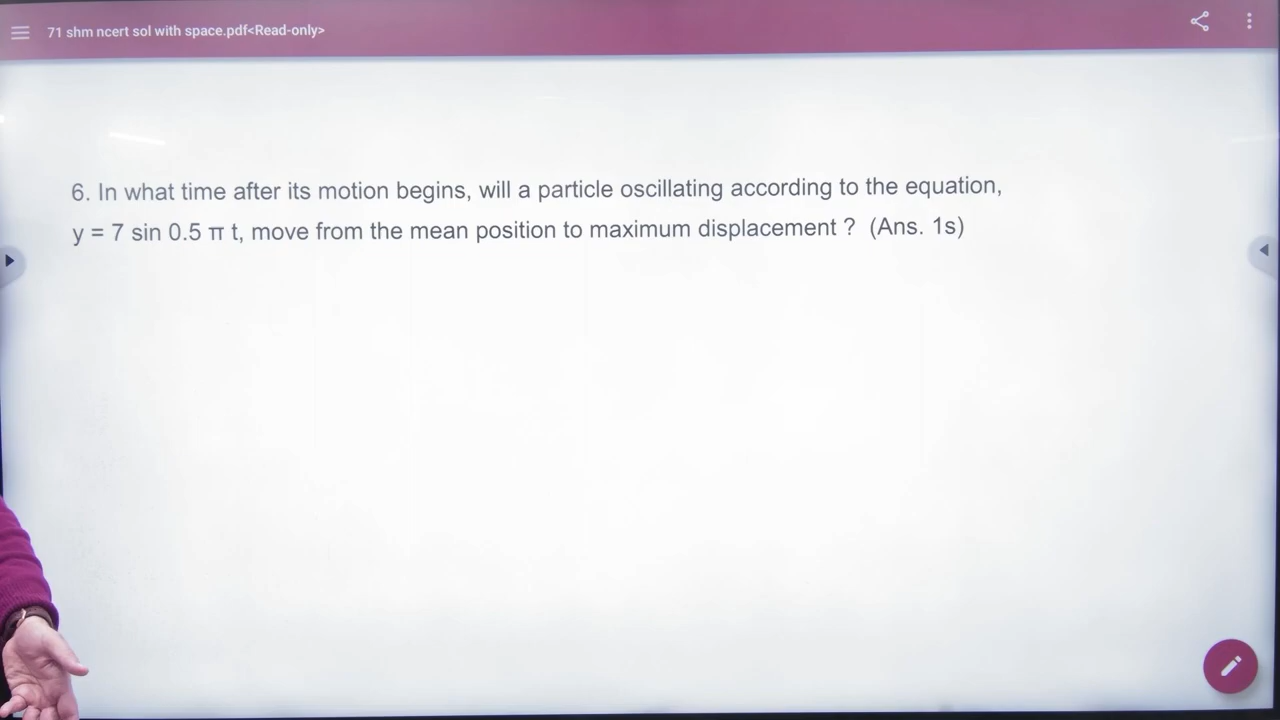 71 shm ncert sol with space.pdf<Read-only>
6. In what time after its motion begins, will a particle oscillating according to the equation,
y = 7 sin 0.5 π t, move from the mean position to maximum displacement ? (Ans. 1s)